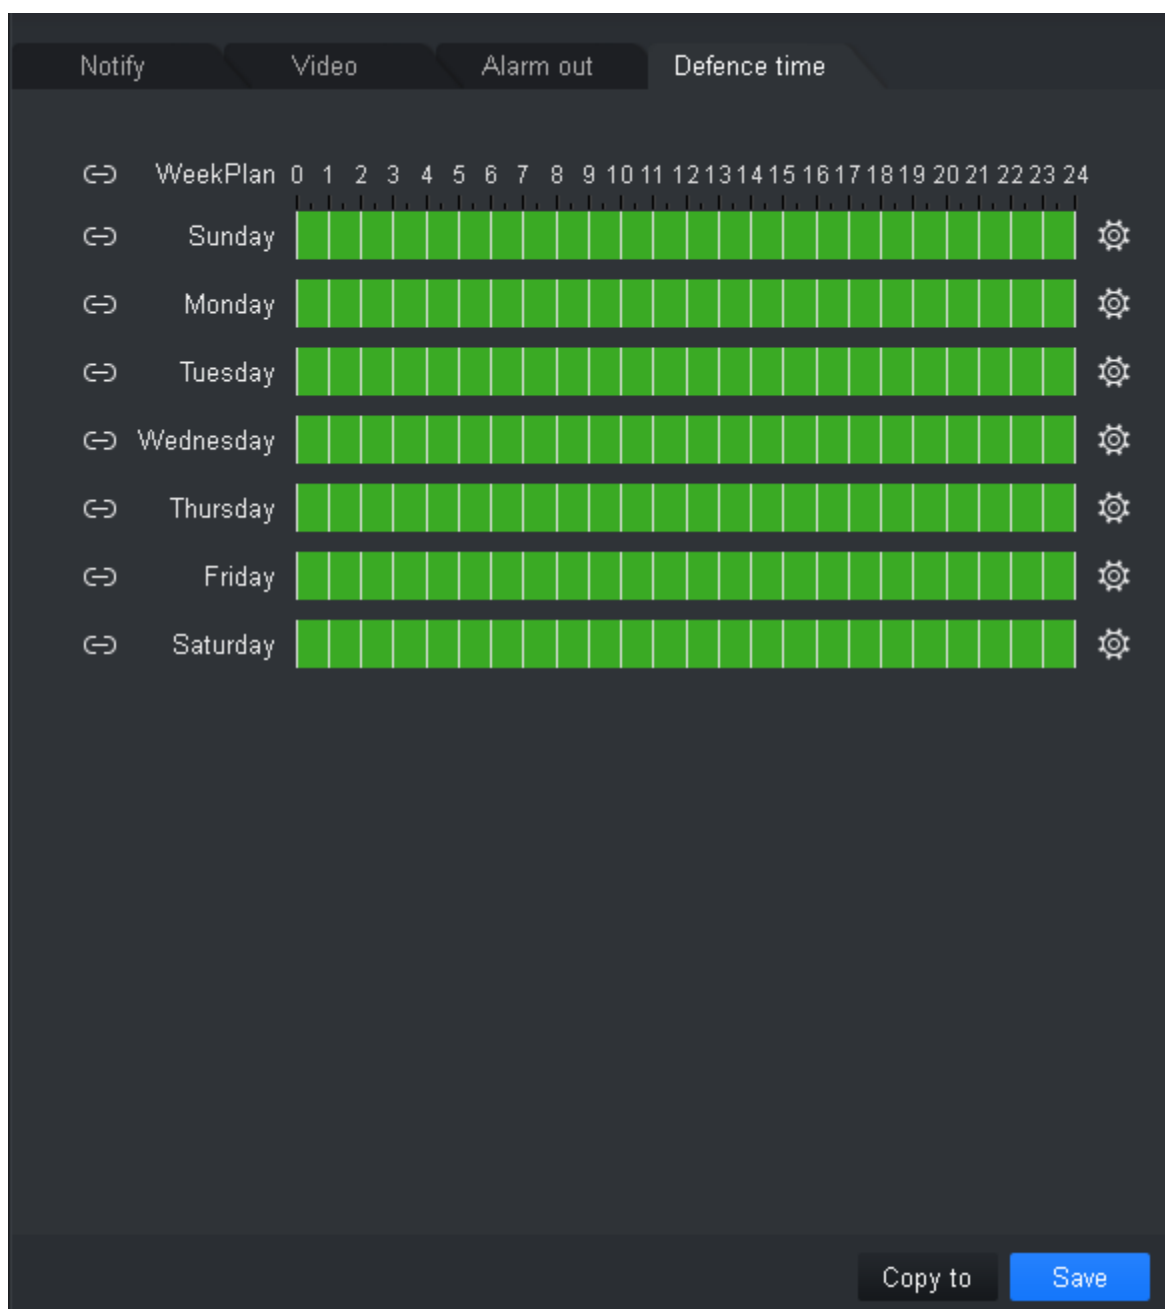 Notify Video Alarm out Defence time
WeekPlan 0 1 2 3 4 5 6 7 8 9 10 11 12 13 14 15 16 17 18 19 20 21 22 23 24
Sunday
Monday
Tuesday
Wednesday
Thursday
Friday
Saturday
Copy to Save